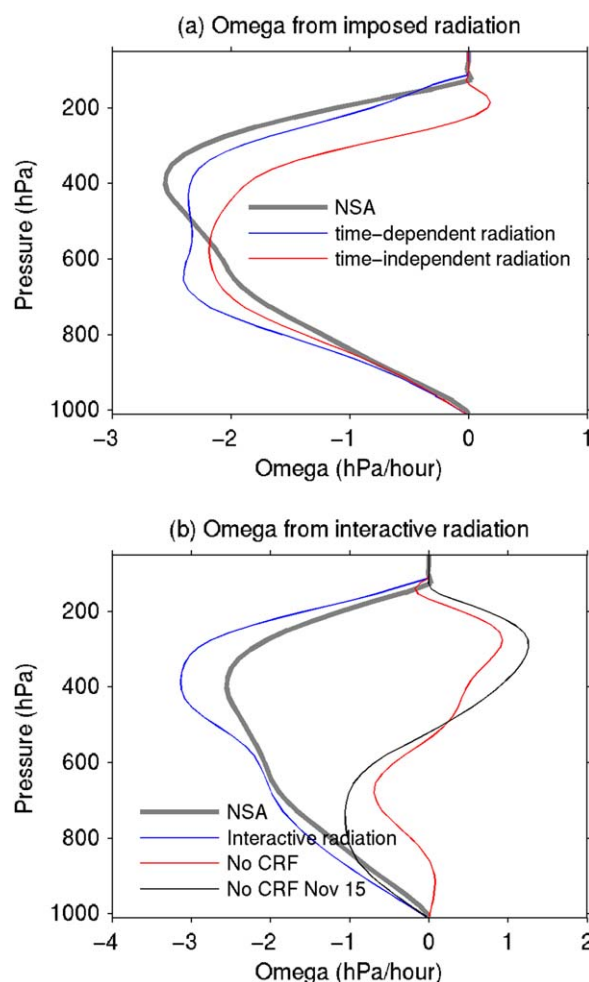 (a) Omega from imposed radiation
200
400
600
800
1000
Pressure (hPa)
NSA
time-dependent radiation
time-independent radiation
-3 -2 -1 0 1
Omega (hPa/hour)
(b) Omega from interactive radiation
200
400
600
800
1000
Pressure (hPa)
NSA
Interactive radiation
No CRF
No CRF Nov 15
-4 -3 -2 -1 0 1 2
Omega (hPa/hour)